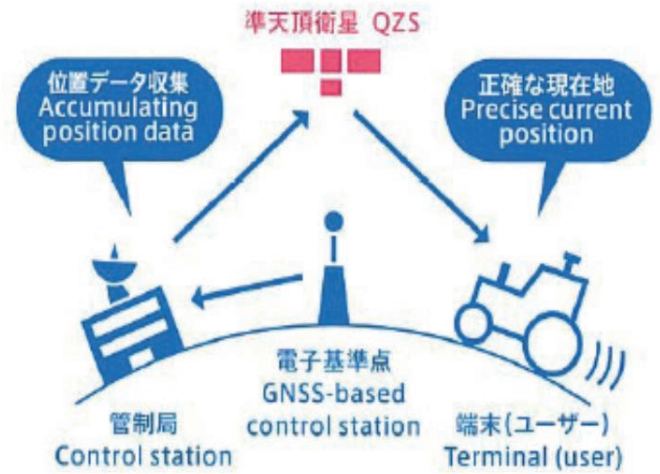 準天頂衛星 QZS
位置データ収集
Accumulating
position data
正確な現在地
Precise current
position
電子基準点
GNSS-based
control station
管制局
Control station
端末(ユーザー)
Terminal (user)